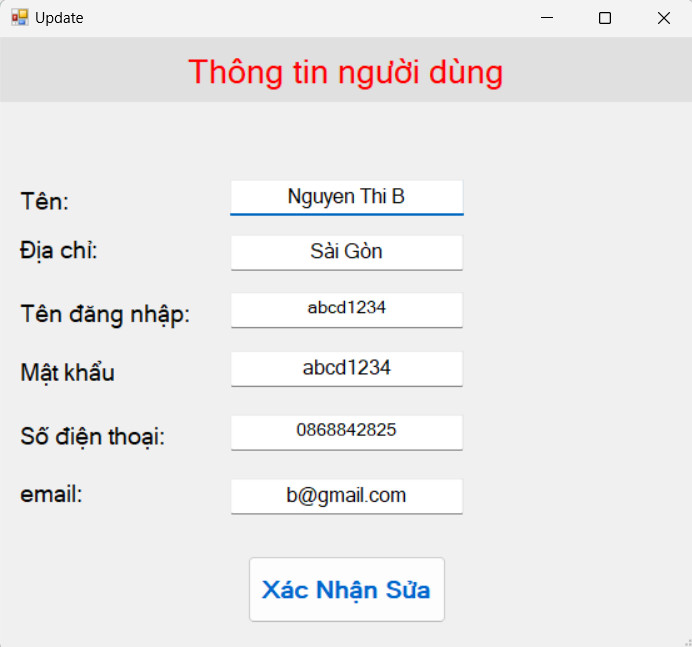 Update
Thông tin người dùng
Tên: Nguyen Thi B
Địa chỉ: Sài Gòn
Tên đăng nhập: abcd1234
Mật khẩu abcd1234
Số điện thoại: 0868842825
email: b@gmail.com
Xác Nhận Sửa